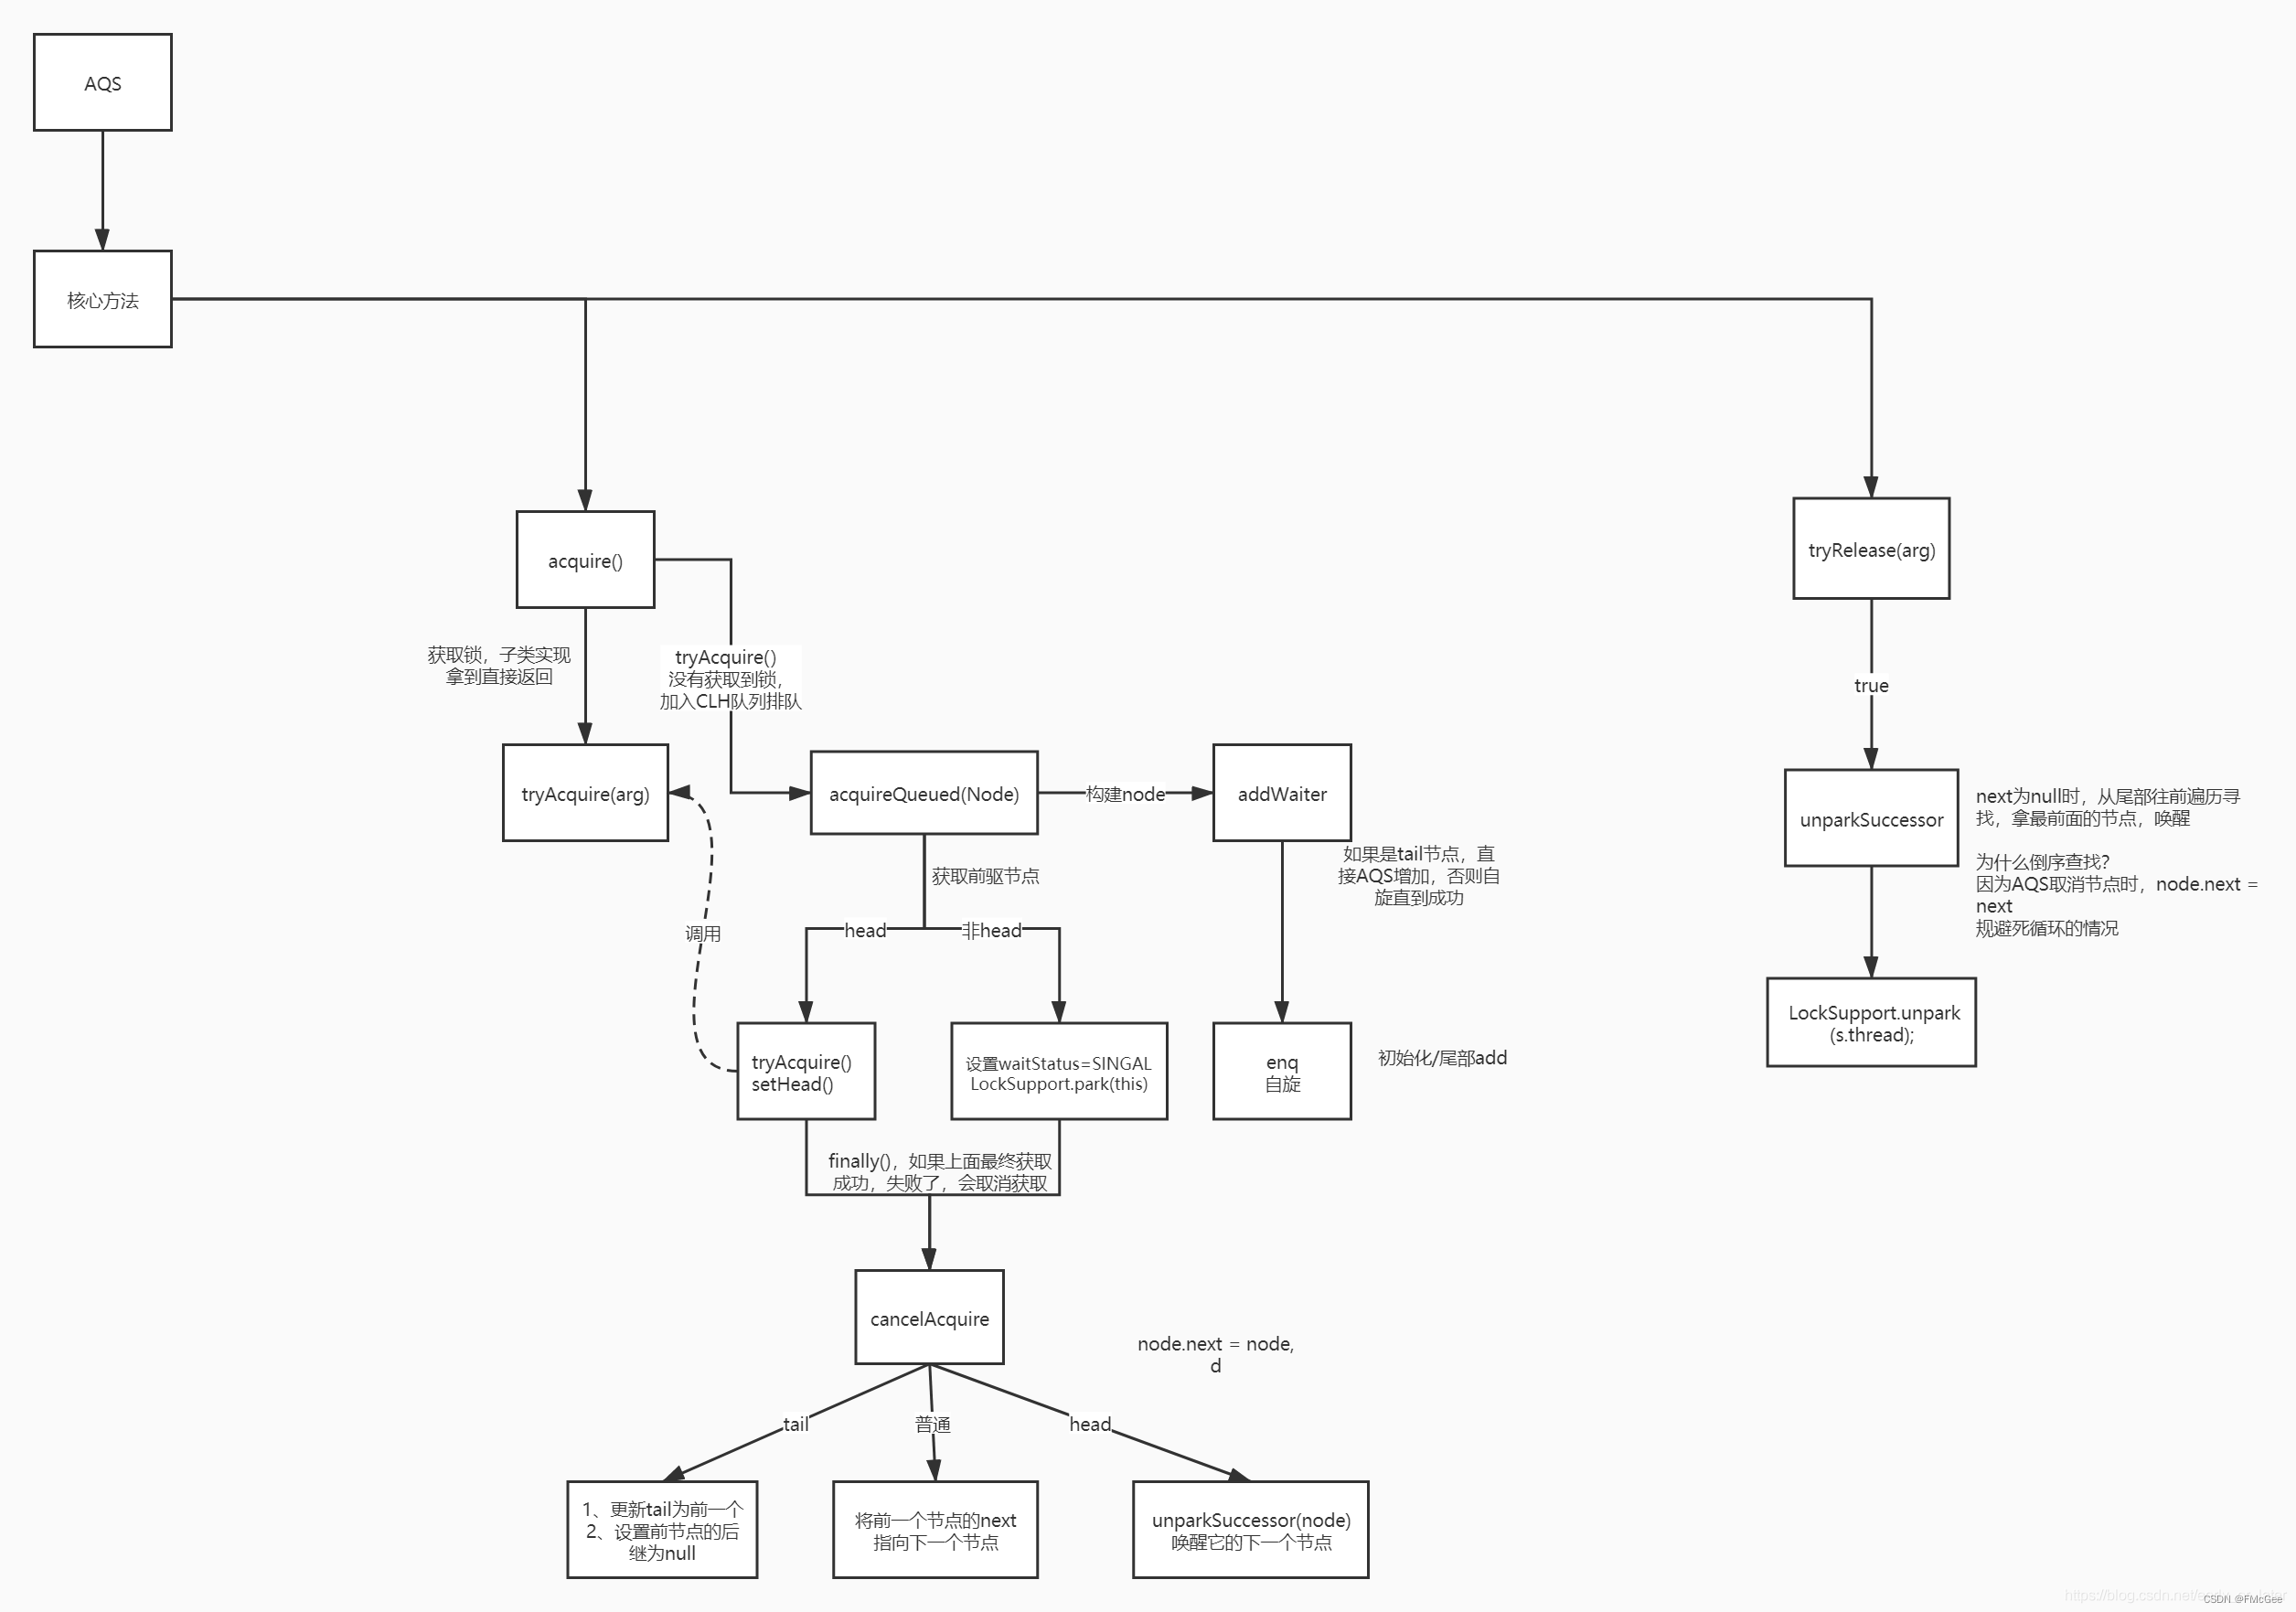 AQS
核心方法
acquire()
tryRelease(arg)
获取锁，子类实现
拿到直接返回
tryAcquire()
没有获取到锁，
加入CLH队列排队
true
tryAcquire(arg)
acquireQueued(Node)
构建node
addWaiter
unparkSuccessor
next为null时，从尾部往前遍历寻
找，拿最前面的节点，唤醒
为什么倒序查找？
因为AQS取消节点时，node.next =
next
规避死循环的情况
如果是tail节点，直
接AQS增加，否则自
旋直到成功
获取前驱节点
调用
head
非head
LockSupport.unpark
(s.thread);
tryAcquire()
setHead()
设置waitStatus=SINGAL
LockSupport.park(this)
enq
自旋
初始化/尾部add
finally()，如果上面最终获取
成功，失败了，会取消获取
cancelAcquire
node.next = node,
d
tail
普通
head
1、更新tail为前一个
2、设置前节点的后
继为null
将前一个节点的next
指向下一个节点
unparkSuccessor(node)
唤醒它的下一个节点
CSDN @FMcGee